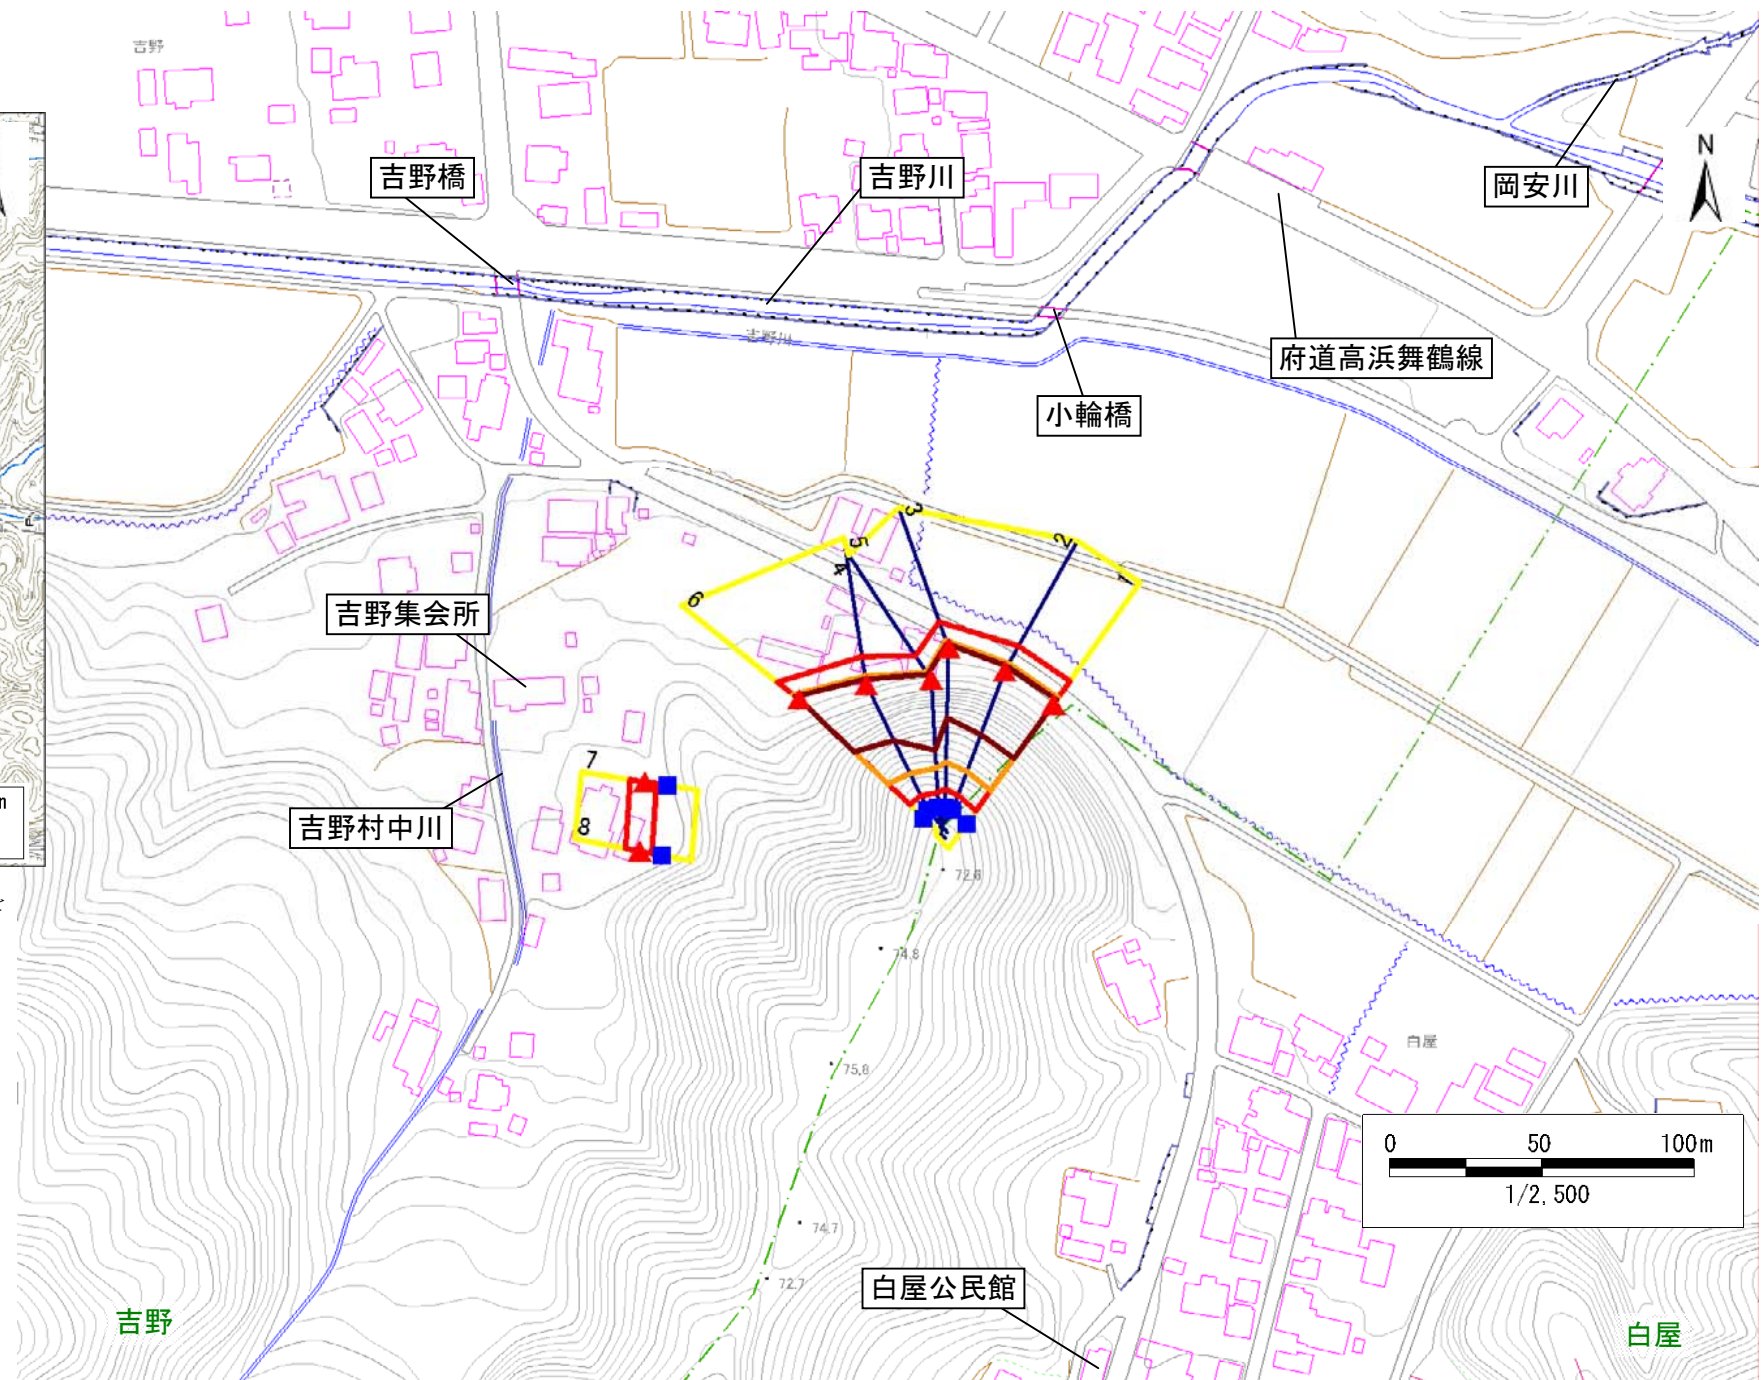 吉野
N
吉野橋
吉野川
岡安川
吉野川
府道高浜舞鶴線
小輪橋
3
2
5
1
4
6
吉野集会所
7
8
吉野村中川
m
72.6
74.8
75.8
白屋
0 50 100m
1/2,500
74.7
72.7
白屋公民館
吉野
白屋